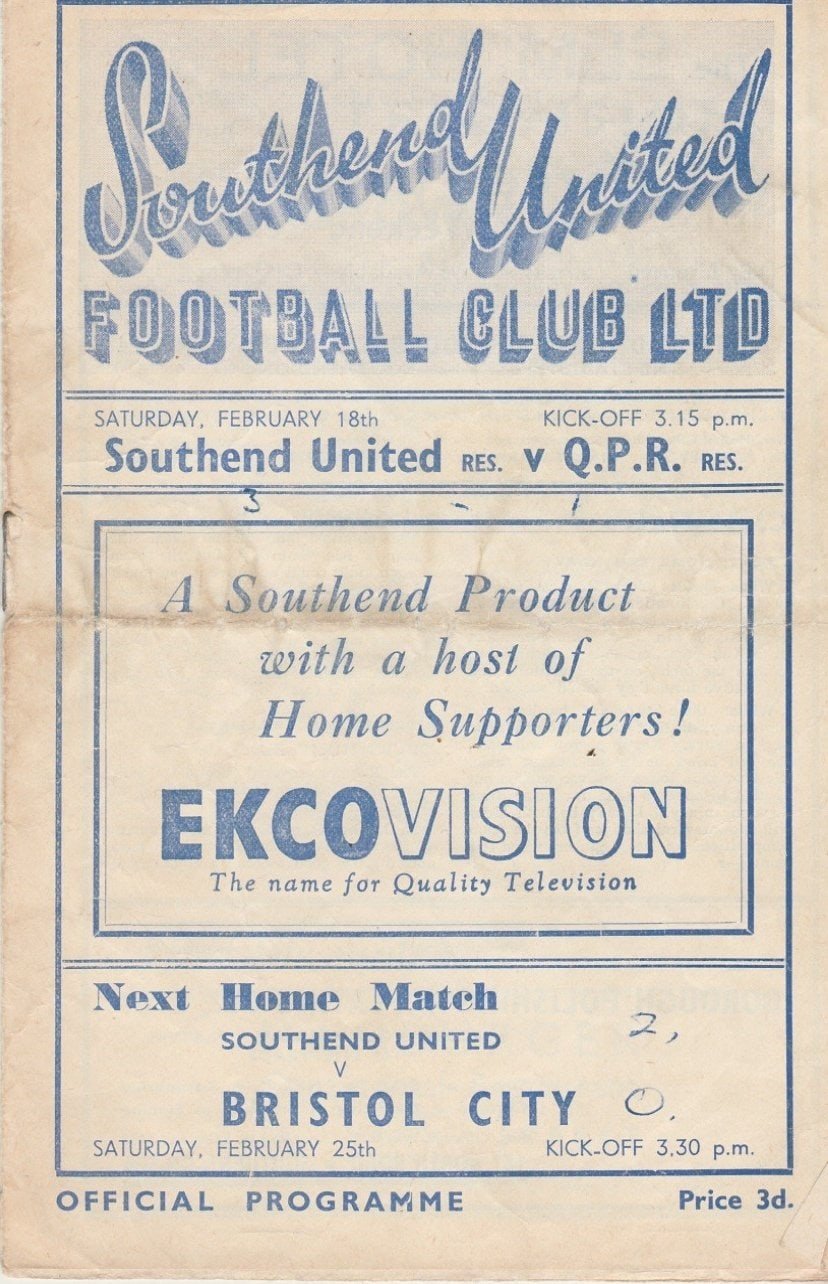 Southend United
FOOTBALL CLUB LTD
SATURDAY, FEBRUARY 18th KICK-OFF 3.15 p.m.
Southend United RES. v Q.P.R. RES.
3 - 1
A Southend Product
with a host of
Home Supporters!
EKCOVISION
The name for Quality Television
Next Home Match
SOUTHEND UNITED 2,
V
BRISTOL CITY 0.
SATURDAY, FEBRUARY 25th KICK-OFF 3.30 p.m.
OFFICIAL PROGRAMME Price 3d.